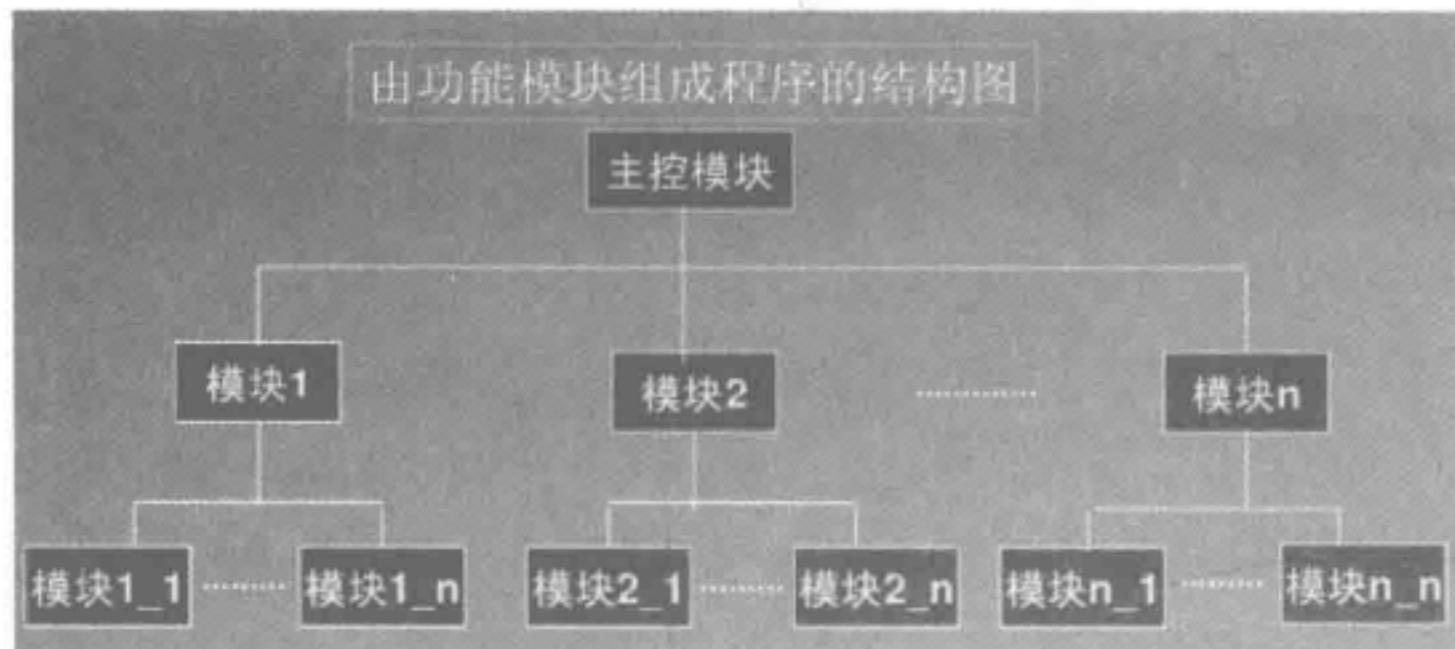 由功能模块组成程序的结构图
主控模块
模块1
模块2
模块n
模块1_1
模块1_n
模块2_1
模块2_n
模块n_1
模块n_n